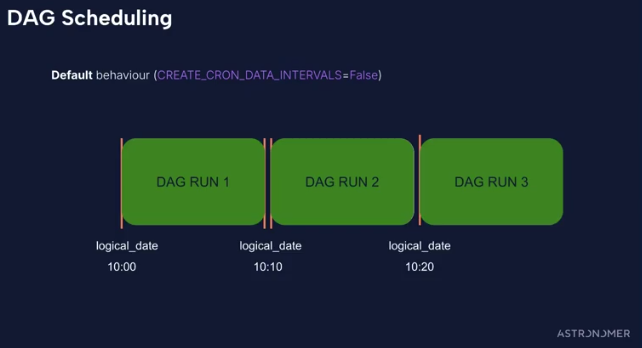 DAG Scheduling
Default behaviour (CREATE_CRON_DATA_INTERVALS=False)
DAG RUN 1
DAG RUN 2
DAG RUN 3
logical_date
logical_date
logical_date
10:00
10:10
10:20
ASTRONOMER